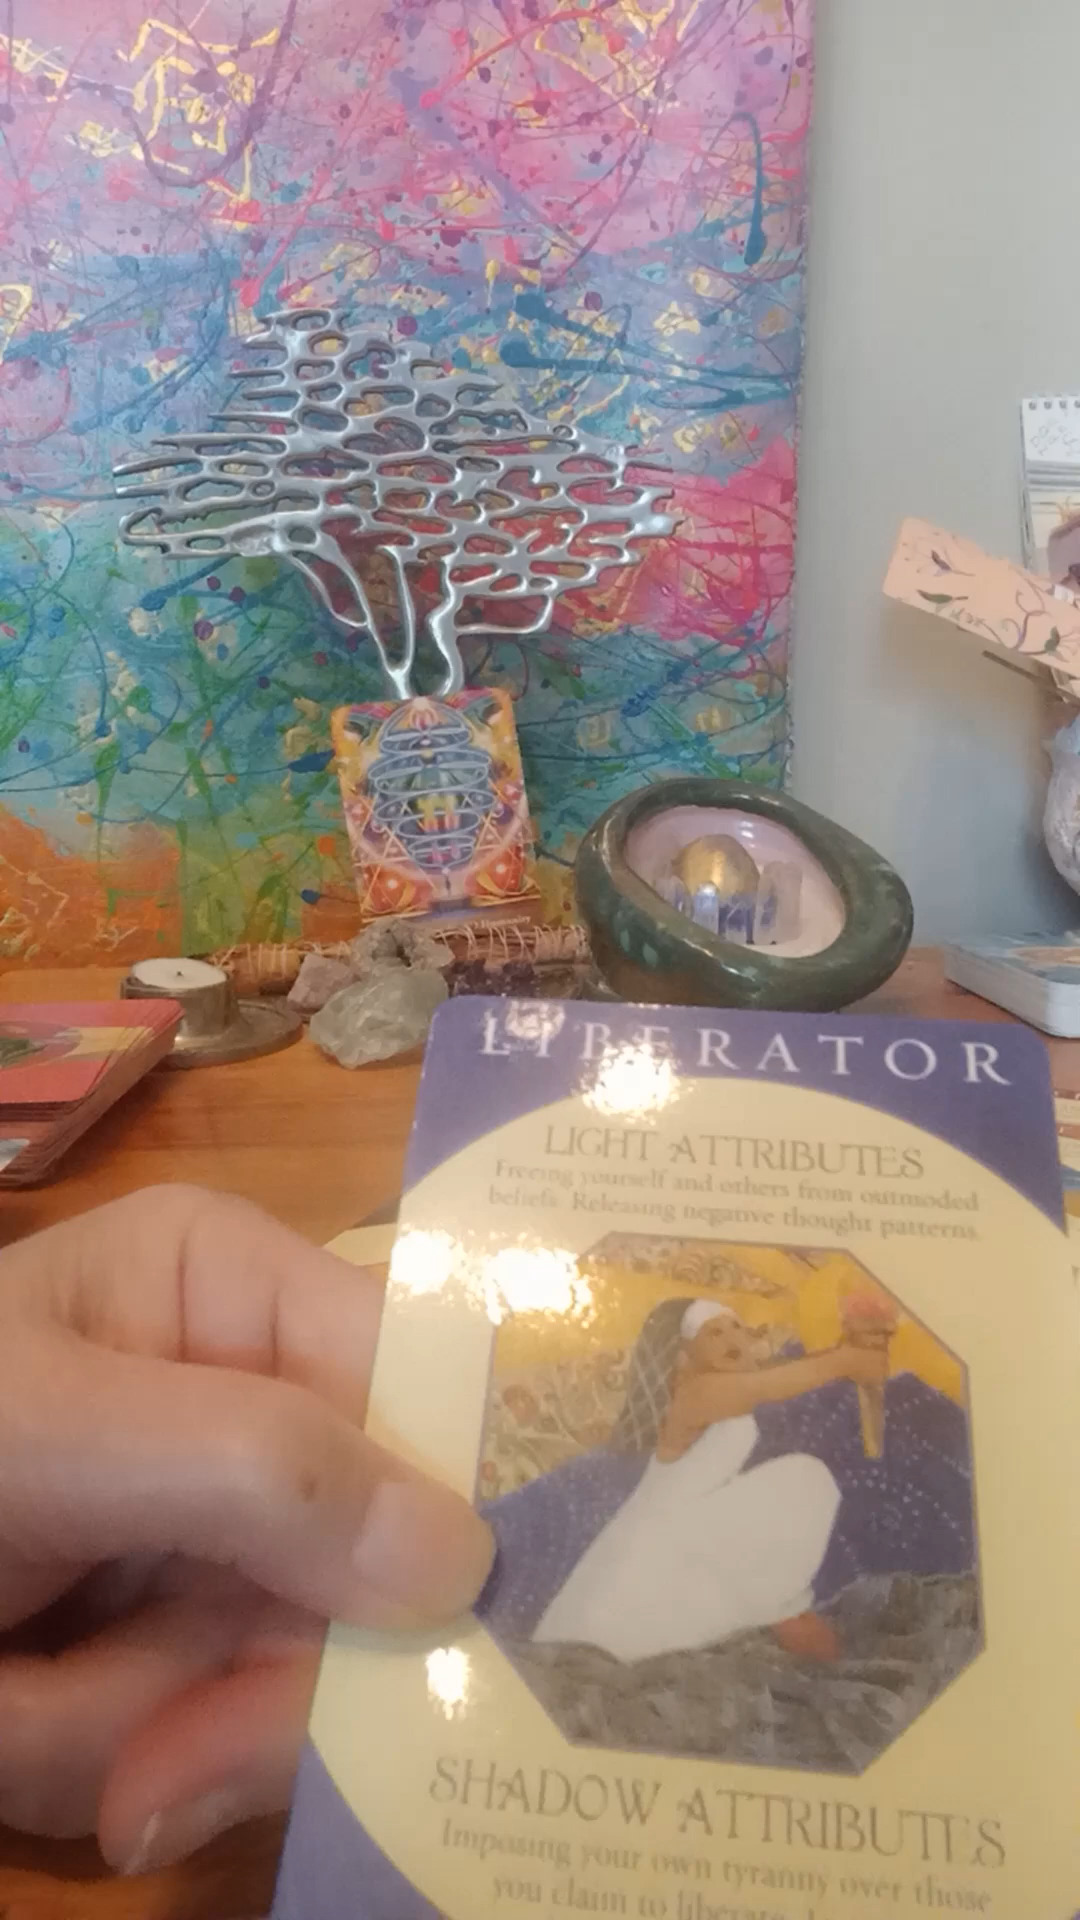 Humanity
LIBERATOR
LIGHT ATTRIBUTES
Freeing yourself and others from outmoded
beliefs. Releasing negative thought patterns.
SHADOW ATTRIBUTES
Imposing your own tyranny over those
you claim to liberate.